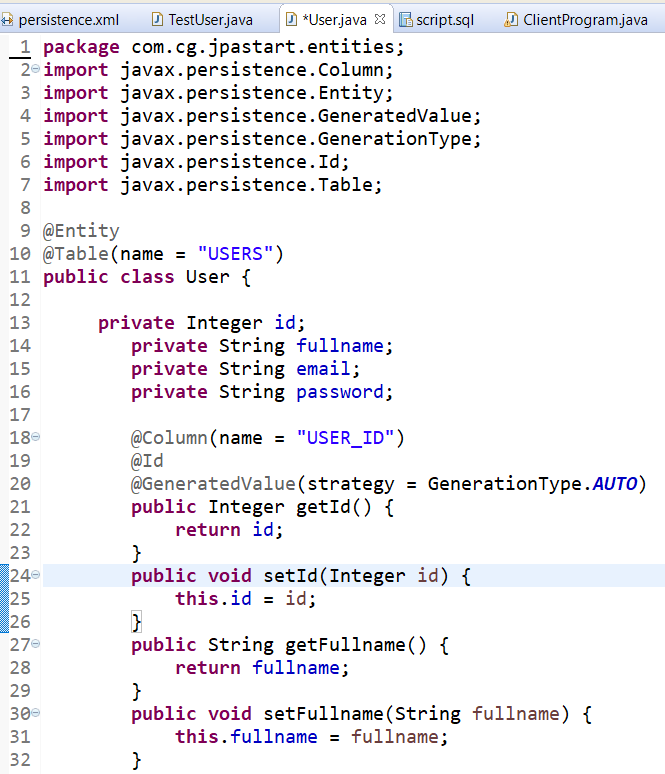 persistence.xml TestUser.java *User.java script.sql ClientProgram.java
1 package com.cg.jpastart.entities;
2 import javax.persistence.Column;
3 import javax.persistence.Entity;
4 import javax.persistence.GeneratedValue;
5 import javax.persistence.GenerationType;
6 import javax.persistence.Id;
7 import javax.persistence.Table;
8
9 @Entity
10 @Table(name = "USERS")
11 public class User {
12
13     private Integer id;
14        private String fullname;
15        private String email;
16        private String password;
17
18        @Column(name = "USER_ID")
19        @Id
20        @GeneratedValue(strategy = GenerationType.AUTO)
21        public Integer getId() {
22            return id;
23        }
24        public void setId(Integer id) {
25            this.id = id;
26        }
27        public String getFullname() {
28            return fullname;
29        }
30        public void setFullname(String fullname) {
31            this.fullname = fullname;
32        }